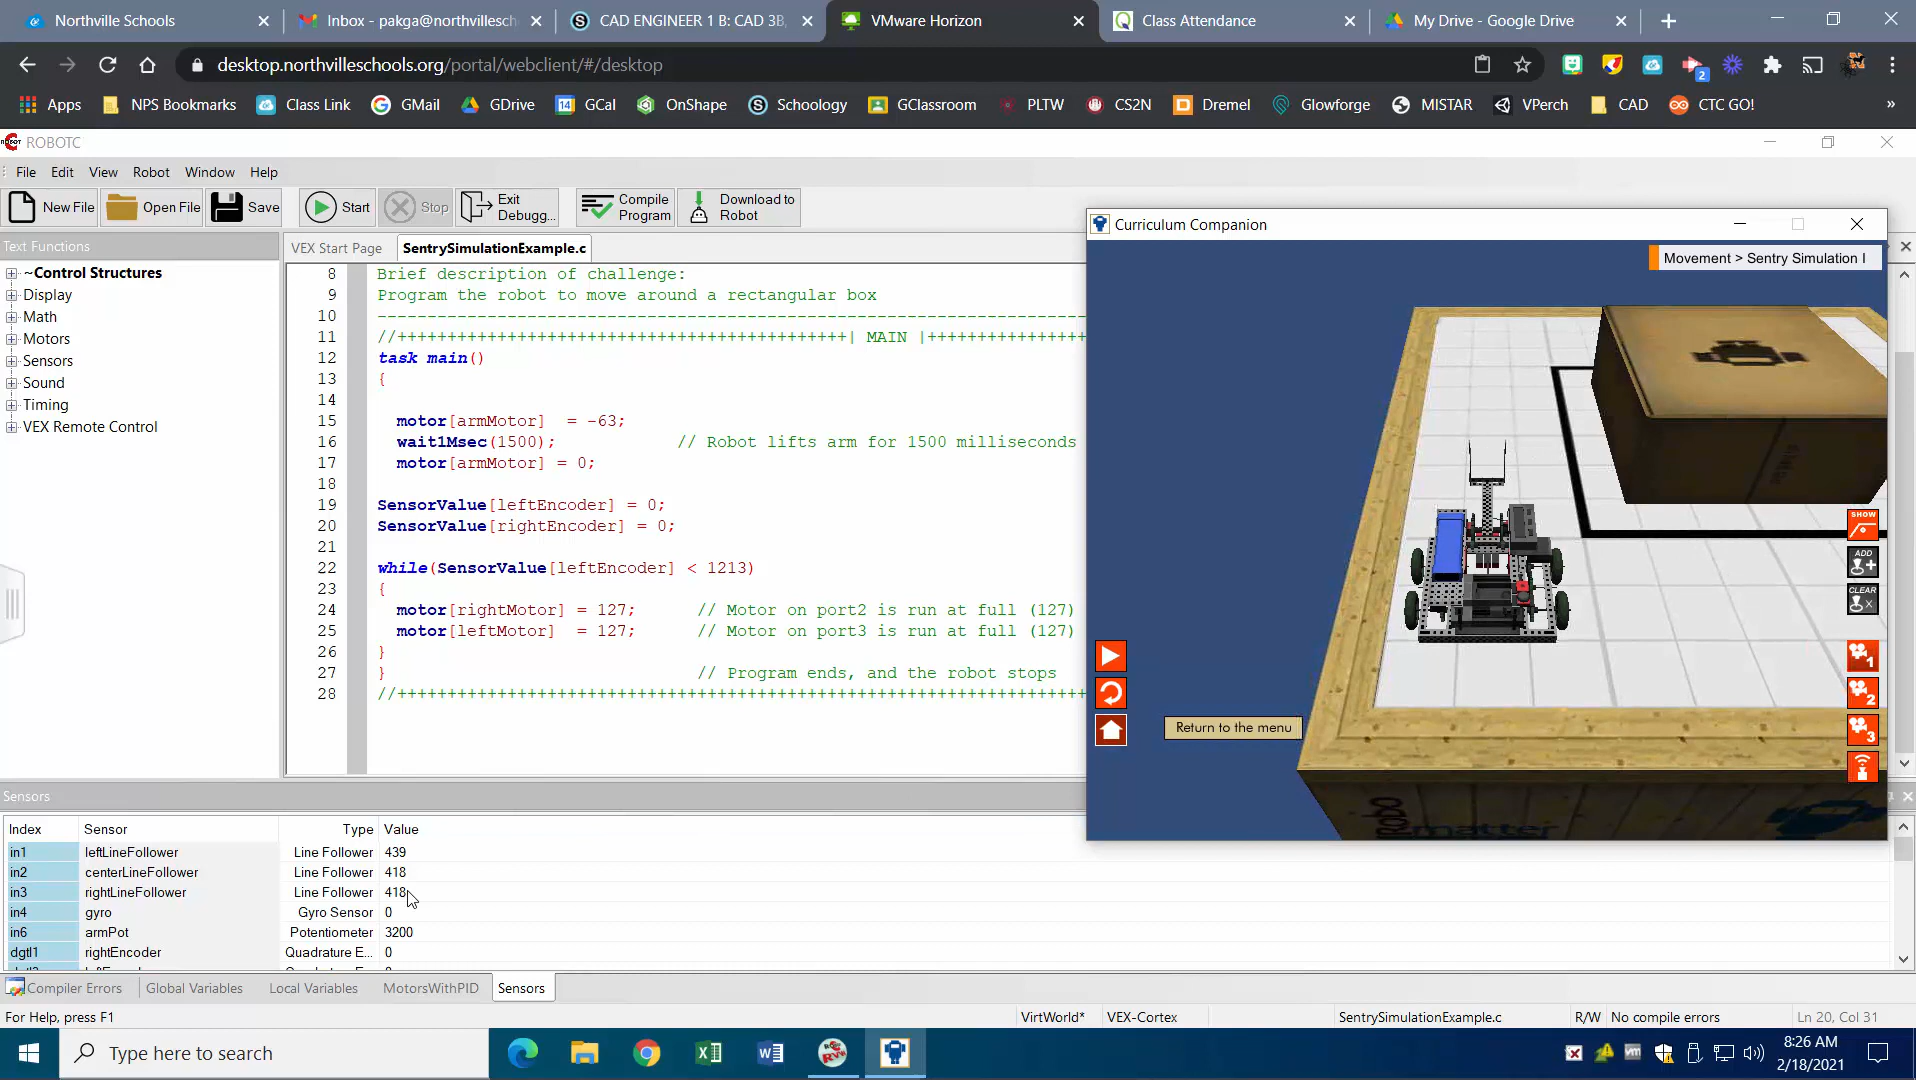 Northville Schools
Inbox - pakga@northvillesch
CAD ENGINEER 1 B: CAD 3B,
VMware Horizon
Class Attendance
My Drive - Google Drive
desktop.northvilleschools.org/portal/webclient/#/desktop
2
Apps
NPS Bookmarks
Class Link
GMail
GDrive
14
GCal
OnShape
Schoology
GClassroom
PLTW
CS2N
Dremel
Glowforge
MISTAR
VPerch
CAD
CTC GO!
»
ROBOTC
File Edit View Robot Window Help
New File
Open File
Save
Start
Stop
Exit
Debugg...
Compile
Program
Download to
Robot
Text Functions
~Control Structures
Display
Math
Motors
Sensors
Sound
Timing
VEX Remote Control
VEX Start Page
SentrySimulationExample.c
8 Brief description of challenge:
9 Program the robot to move around a rectangular box
10 -----------------------------------------------------------------------
11 //+++++++++++++++++++++++++++++++++++++++++++++| MAIN |++++++++++++++++
12 task main()
13 {
14
15 motor[armMotor]  = -63;
16 wait1Msec(1500); // Robot lifts arm for 1500 milliseconds
17 motor[armMotor] = 0;
18
19 SensorValue[leftEncoder] = 0;
20 SensorValue[rightEncoder] = 0;
21
22 while(SensorValue[leftEncoder] < 1213)
23 {
24 motor[rightMotor] = 127; // Motor on port2 is run at full (127)
25 motor[leftMotor]  = 127; // Motor on port3 is run at full (127)
26 }
27 } // Program ends, and the robot stops
28 //+++++++++++++++++++++++++++++++++++++++++++++++++++++++++++++++++++++
Curriculum Companion
Movement > Sentry Simulation I
SHOW
ADD
CLEAR
1
2
3
Return to the menu
Sensors
Index Sensor Type Value
in1 leftLineFollower Line Follower 439
in2 centerLineFollower Line Follower 418
in3 rightLineFollower Line Follower 418
in4 gyro Gyro Sensor 0
in6 armPot Potentiometer 3200
dgtl1 rightEncoder Quadrature E... 0
Compiler Errors
Global Variables
Local Variables
MotorsWithPID
Sensors
For Help, press F1
VirtWorld*
VEX-Cortex
SentrySimulationExample.c
R/W
No compile errors
Ln 20, Col 31
Type here to search
8:26 AM
2/18/2021